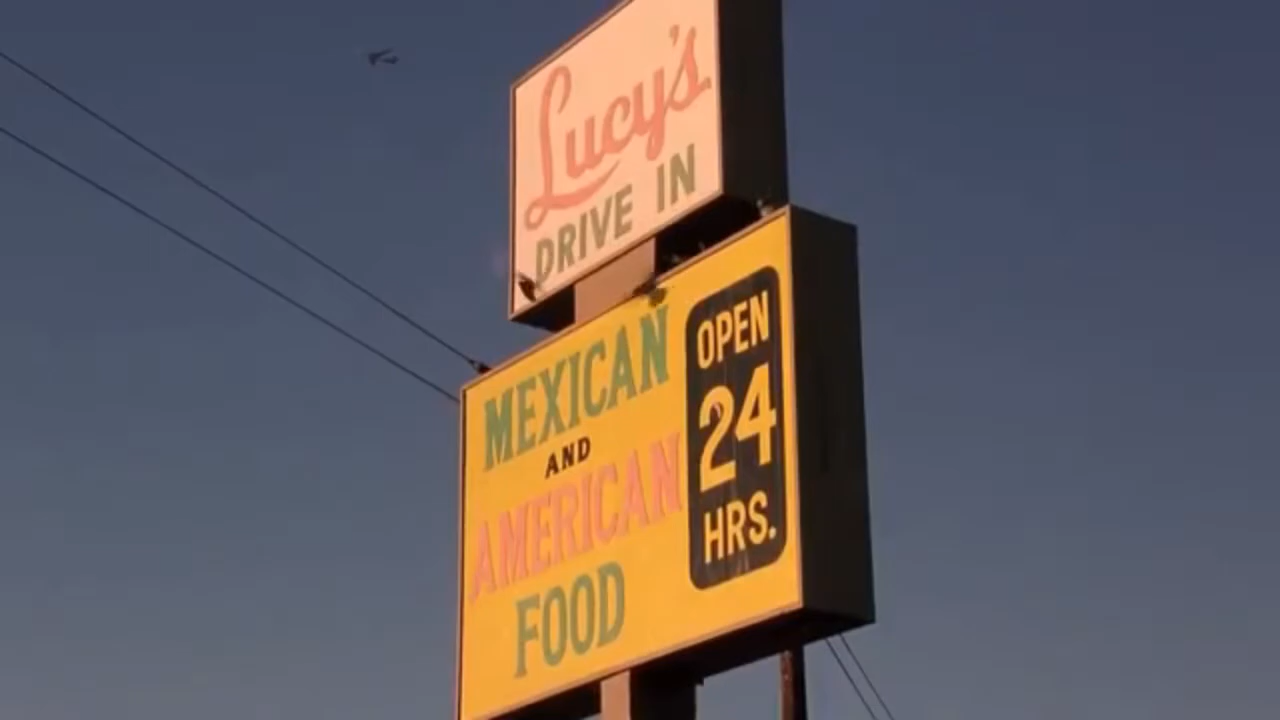 Lucy's
DRIVE IN
MEXICAN
AND
AMERICAN
FOOD
OPEN
24
HRS.